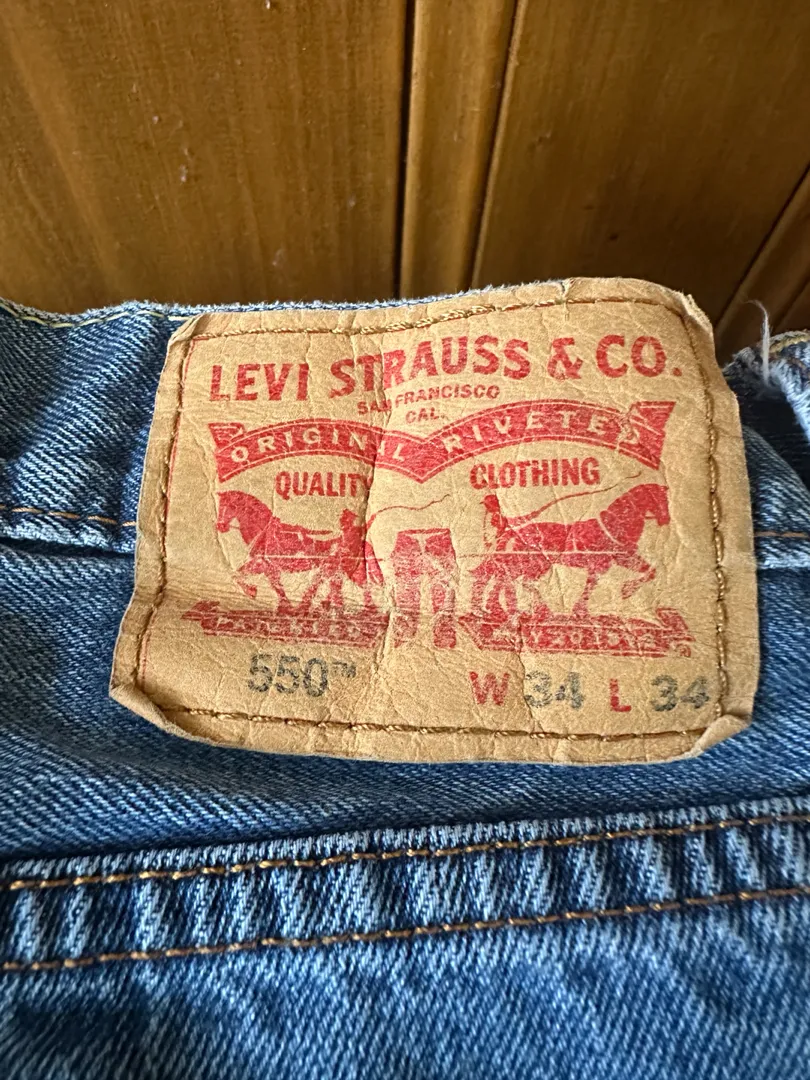 LEVI STRAUSS & CO.
SAN FRANCISCO
CAL.
ORIGINAL RIVETED
QUALITY CLOTHING
550™ W 34 L 34